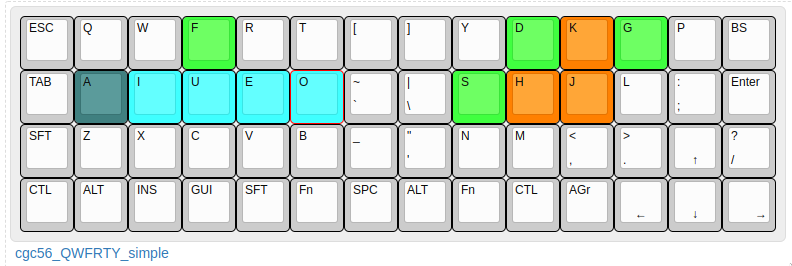 ESC Q W F R T [ ] Y D K G P BS
TAB A I U E O ~ | S H J L : Enter
` \ ;
SFT Z X C V B _ " N M < > ?
' , . ↑ /
CTL ALT INS GUI SFT Fn SPC ALT Fn CTL AGr
← ↓ →
cgc56_QWFRTY_simple